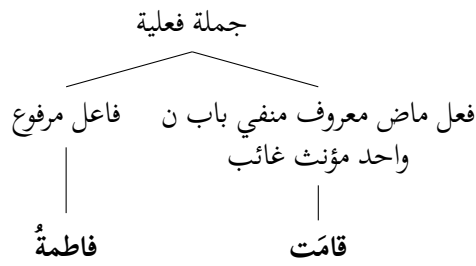 جملة فعلية
فعل ماض معروف منفي باب ن
واحد مؤنث غائب
فاعل مرفوع
قامَت
فاطمةُ